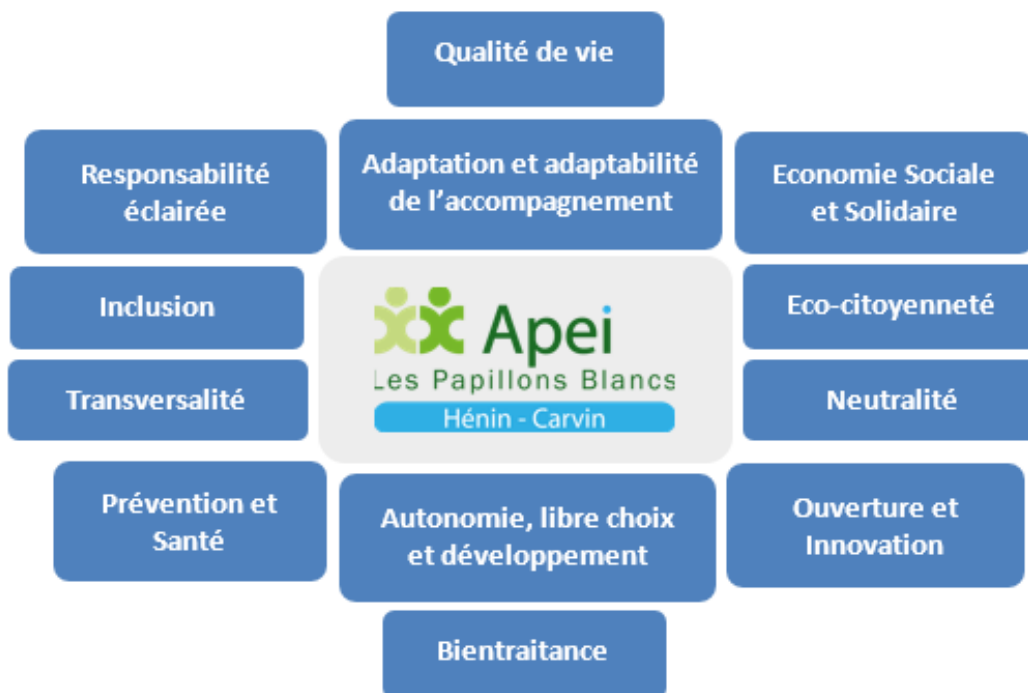 Qualité de vie
Responsabilité
éclairée
Adaptation et adaptabilité
de l'accompagnement
Economie Sociale
et Solidaire
Inclusion
Transversalité
Apei
Les Papillons Blancs
Hénin - Carvin
Eco-citoyenneté
Neutralité
Prévention et
Santé
Autonomie, libre choix
et développement
Ouverture et
Innovation
Bientraitance